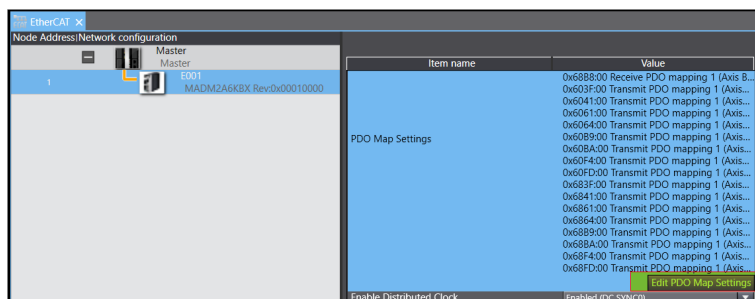 EtherCAT ×
Node Address|Network configuration
Master
Master
1
E001
MADM2A6KBX Rev:0x00010000
Item name
Value
PDO Map Settings
0x68B8:00 Receive PDO mapping 1 (Axis B...
0x603F:00 Transmit PDO mapping 1 (Axis...
0x6041:00 Transmit PDO mapping 1 (Axis...
0x6061:00 Transmit PDO mapping 1 (Axis...
0x6064:00 Transmit PDO mapping 1 (Axis...
0x60B9:00 Transmit PDO mapping 1 (Axis...
0x60BA:00 Transmit PDO mapping 1 (Axis...
0x60F4:00 Transmit PDO mapping 1 (Axis...
0x60FD:00 Transmit PDO mapping 1 (Axis...
0x683F:00 Transmit PDO mapping 1 (Axis...
0x6841:00 Transmit PDO mapping 1 (Axis...
0x6861:00 Transmit PDO mapping 1 (Axis...
0x6864:00 Transmit PDO mapping 1 (Axis...
0x68B9:00 Transmit PDO mapping 1 (Axis...
0x68BA:00 Transmit PDO mapping 1 (Axis...
0x68F4:00 Transmit PDO mapping 1 (Axis...
0x68FD:00 Transmit PDO mapping 1 (Axis...
Edit PDO Map Settings
Enable Distributed Clock
Enabled (DC SYNC0)